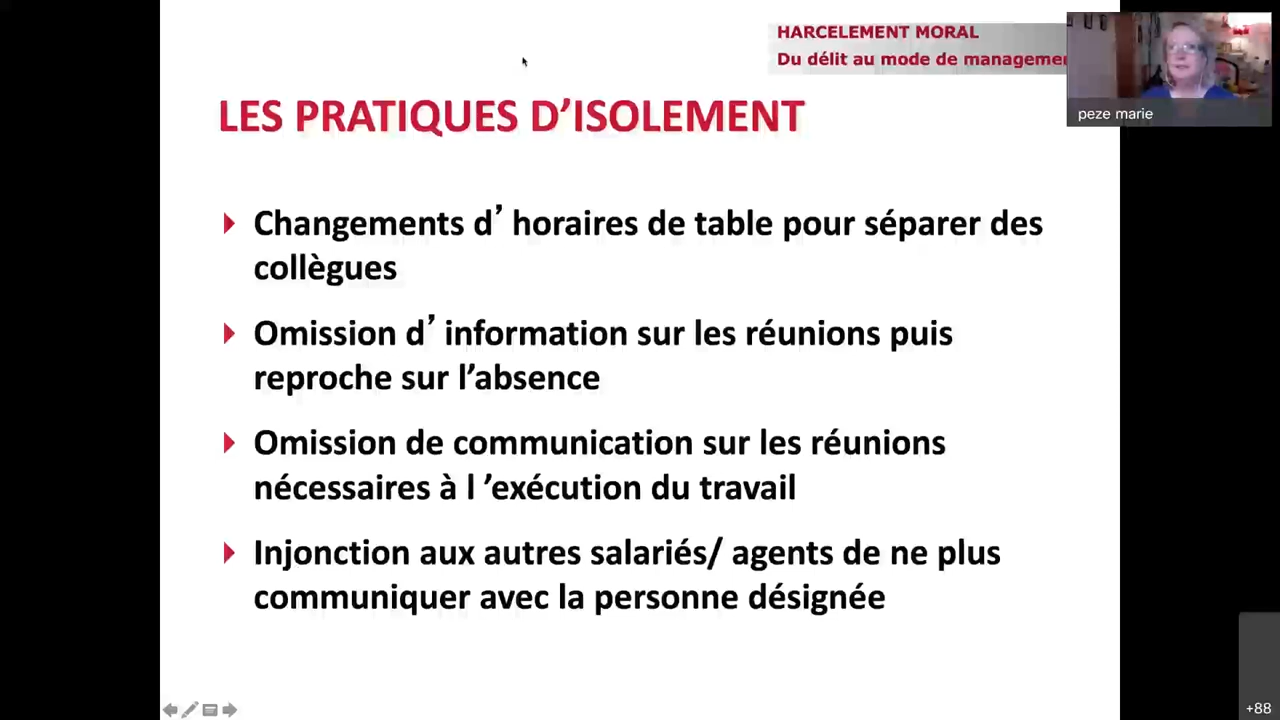 HARCELEMENT MORAL
Du délit au mode de managemen
peze marie
LES PRATIQUES D’ISOLEMENT
Changements d’ horaires de table pour séparer des
collègues
Omission d’ information sur les réunions puis
reproche sur l’absence
Omission de communication sur les réunions
nécessaires à l ’exécution du travail
Injonction aux autres salariés/ agents de ne plus
communiquer avec la personne désignée
+88